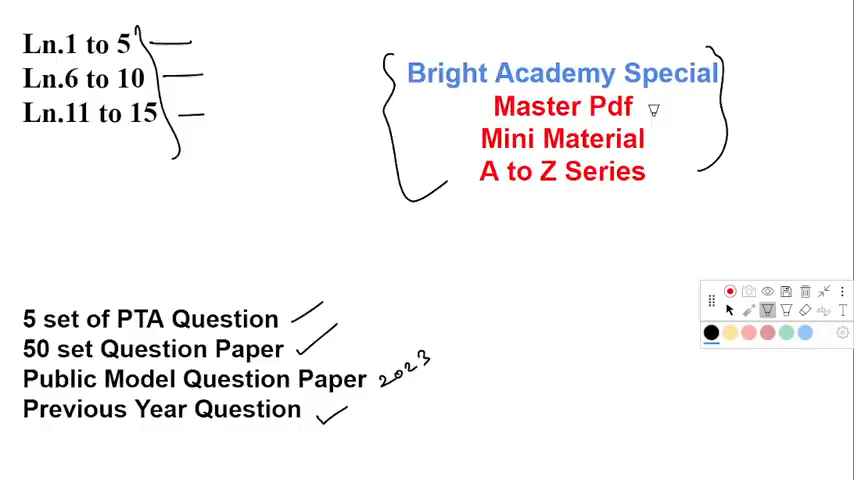 Ln.1 to 5
Ln.6 to 10
Ln.11 to 15
Bright Academy Special
Master Pdf
Mini Material
A to Z Series
5 set of PTA Question
50 set Question Paper
Public Model Question Paper 2023
Previous Year Question